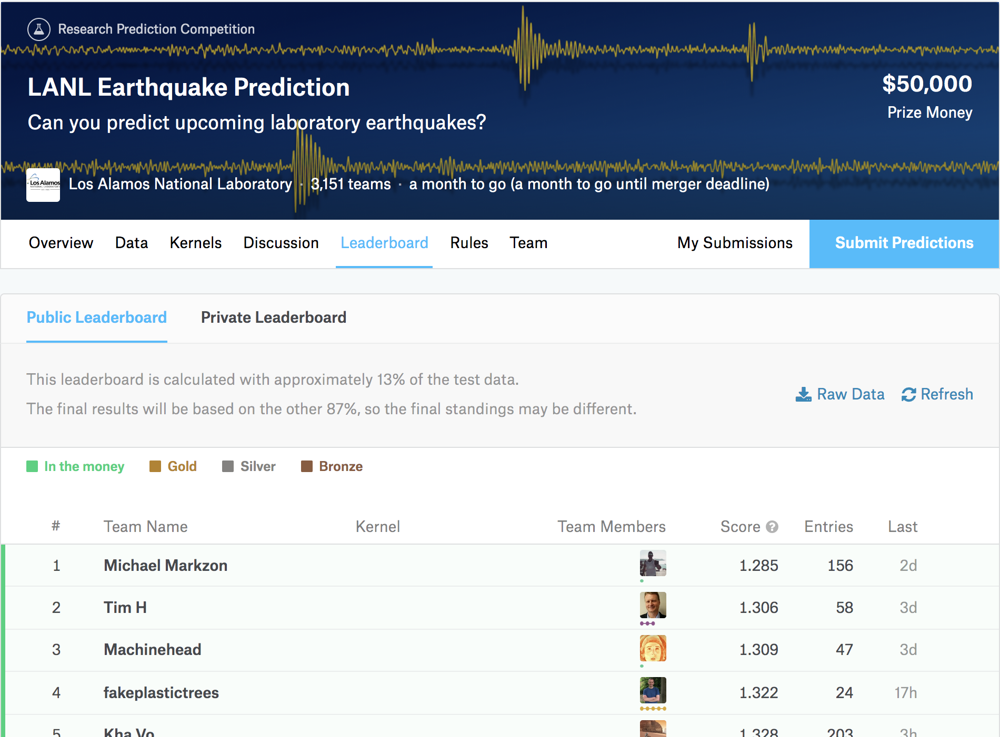 Research Prediction Competition
LANL Earthquake Prediction
$50,000
Can you predict upcoming laboratory earthquakes?
Prize Money
Los Alamos
NATIONAL LABORATORY
Los Alamos National Laboratory · 3,151 teams · a month to go (a month to go until merger deadline)
Overview Data Kernels Discussion Leaderboard Rules Team My Submissions Submit Predictions
Public Leaderboard Private Leaderboard
This leaderboard is calculated with approximately 13% of the test data.
The final results will be based on the other 87%, so the final standings may be different.
Raw Data Refresh
In the money Gold Silver Bronze
# Team Name Kernel Team Members Score ? Entries Last
1 Michael Markzon 1.285 156 2d
2 Tim H 1.306 58 3d
3 Machinehead 1.309 47 3d
4 fakeplastictrees 1.322 24 17h
5 Kha Vo 1.328 203 3h